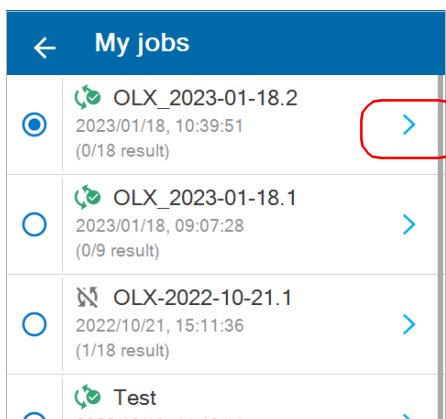 My jobs
OLX_2023-01-18.2
2023/01/18, 10:39:51
(0/18 result)
OLX_2023-01-18.1
2023/01/18, 09:07:28
(0/9 result)
OLX-2022-10-21.1
2022/10/21, 15:11:36
(1/18 result)
Test